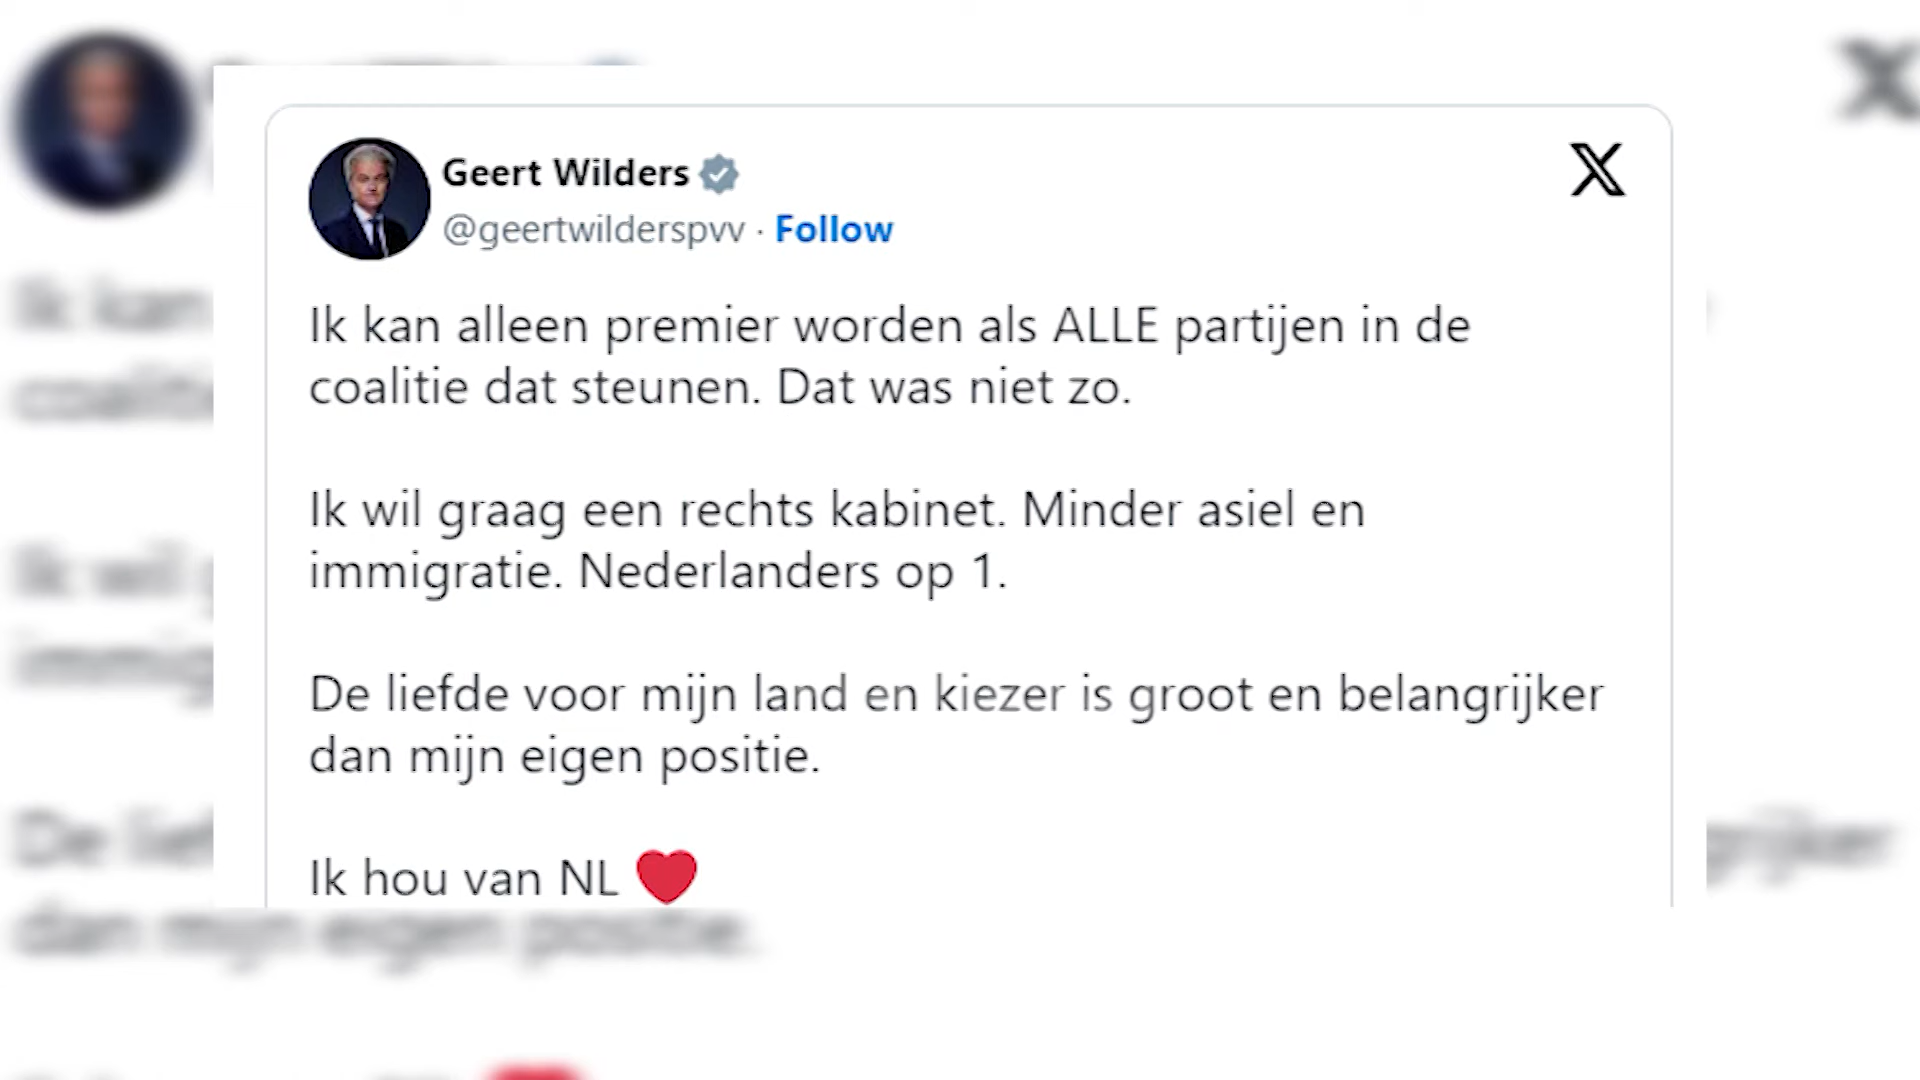 Geert Wilders
@geertwilderspvv · Follow
Ik kan alleen premier worden als ALLE partijen in de
coalitie dat steunen. Dat was niet zo.
Ik wil graag een rechts kabinet. Minder asiel en
immigratie. Nederlanders op 1.
De liefde voor mijn land en kiezer is groot en belangrijker
dan mijn eigen positie.
Ik hou van NL ❤️